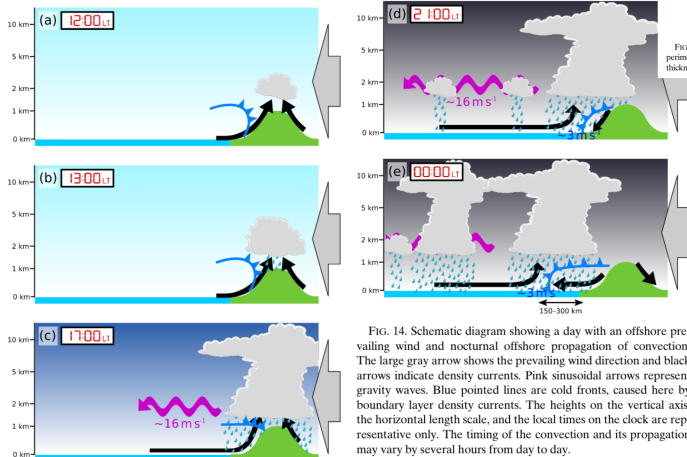 (a) 12:00 LT
10 km
5 km
2 km
1 km
0 km
(b) 13:00 LT
10 km
5 km
2 km
1 km
0 km
(c) 17:00 LT
10 km
5 km
2 km
1 km
0 km
~16 m s-1
(d) 21:00 LT
10 km
5 km
2 km
1 km
0 km
~16 m s-1
~3 m s-1
(e) 00:00 LT
10 km
5 km
2 km
1 km
0 km
~3 m s
150-300 km
FIG. 14. Schematic diagram showing a day with an offshore pre
vailing wind and nocturnal offshore propagation of convection
The large gray arrow shows the prevailing wind direction and black
arrows indicate density currents. Pink sinusoidal arrows represen
gravity waves. Blue pointed lines are cold fronts, caused here by
boundary layer density currents. The heights on the vertical axis
the horizontal length scale, and the local times on the clock are rep
resentative only. The timing of the convection and its propagation
may vary by several hours from day to day.
FIG
perim
thickn